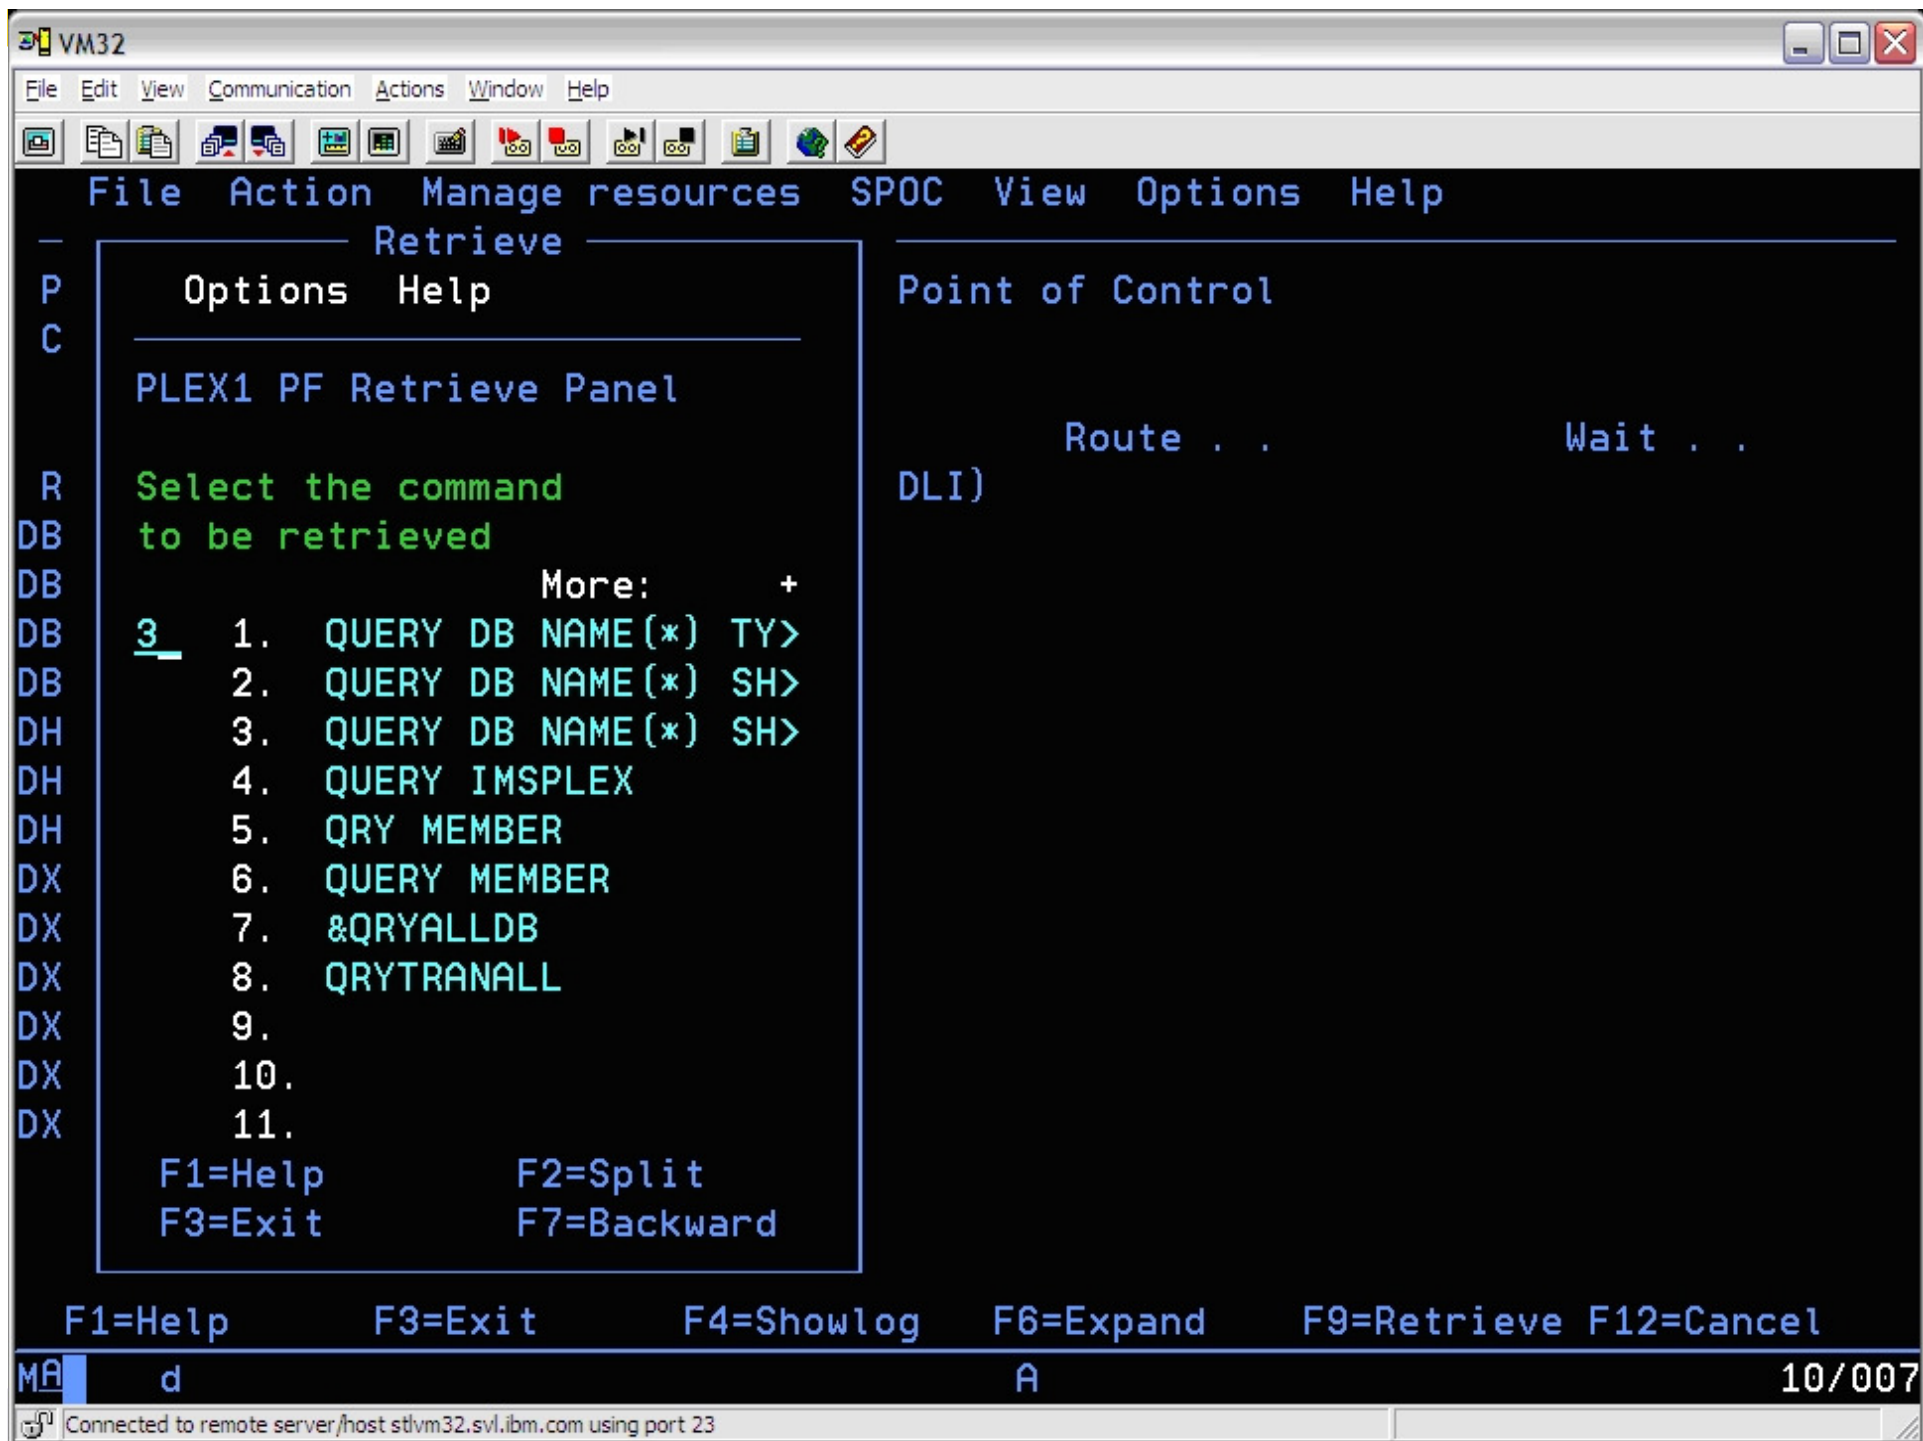 VM32
File Edit View Communication Actions Window Help
File Action Manage resources SPOC View Options Help
Retrieve
P Options Help Point of Control
C
PLEX1 PF Retrieve Panel
Route . . Wait . .
R Select the command DLI)
DB to be retrieved
DB More: +
DB 3_ 1. QUERY DB NAME(*) TY>
DB 2. QUERY DB NAME(*) SH>
DH 3. QUERY DB NAME(*) SH>
DH 4. QUERY IMSPLEX
DH 5. QRY MEMBER
DX 6. QUERY MEMBER
DX 7. &QRYALLDB
DX 8. QRYTRANALL
DX 9.
DX 10.
DX 11.
F1=Help F2=Split
F3=Exit F7=Backward
F1=Help F3=Exit F4=Showlog F6=Expand F9=Retrieve F12=Cancel
MA d A 10/007
Connected to remote server/host stlvm32.svl.ibm.com using port 23